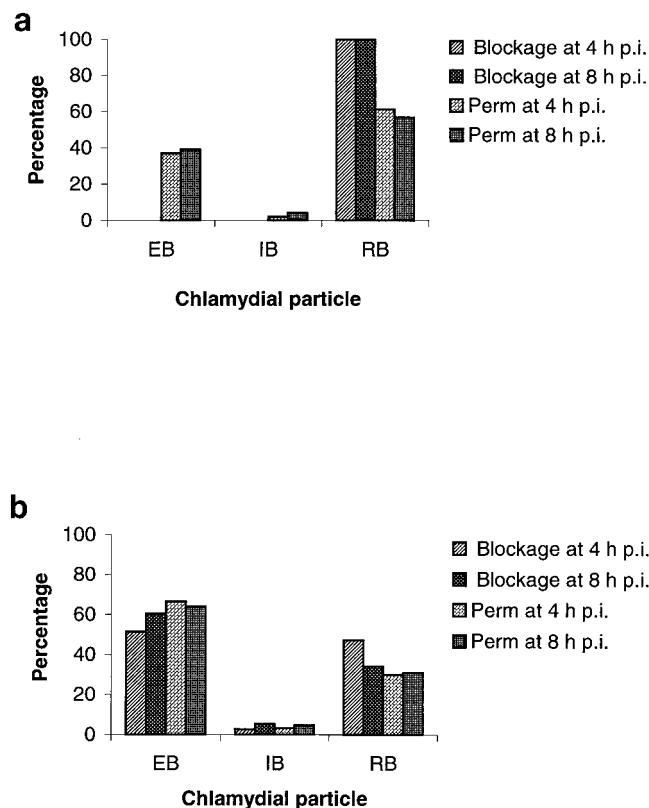 a
100
80
60
40
20
0
Percentage
EB IB RB
Chlamydial particle
Blockage at 4 h p.i.
Blockage at 8 h p.i.
Perm at 4 h p.i.
Perm at 8 h p.i.
b
100
80
60
40
20
0
Percentage
EB IB RB
Chlamydial particle
Blockage at 4 h p.i.
Blockage at 8 h p.i.
Perm at 4 h p.i.
Perm at 8 h p.i.